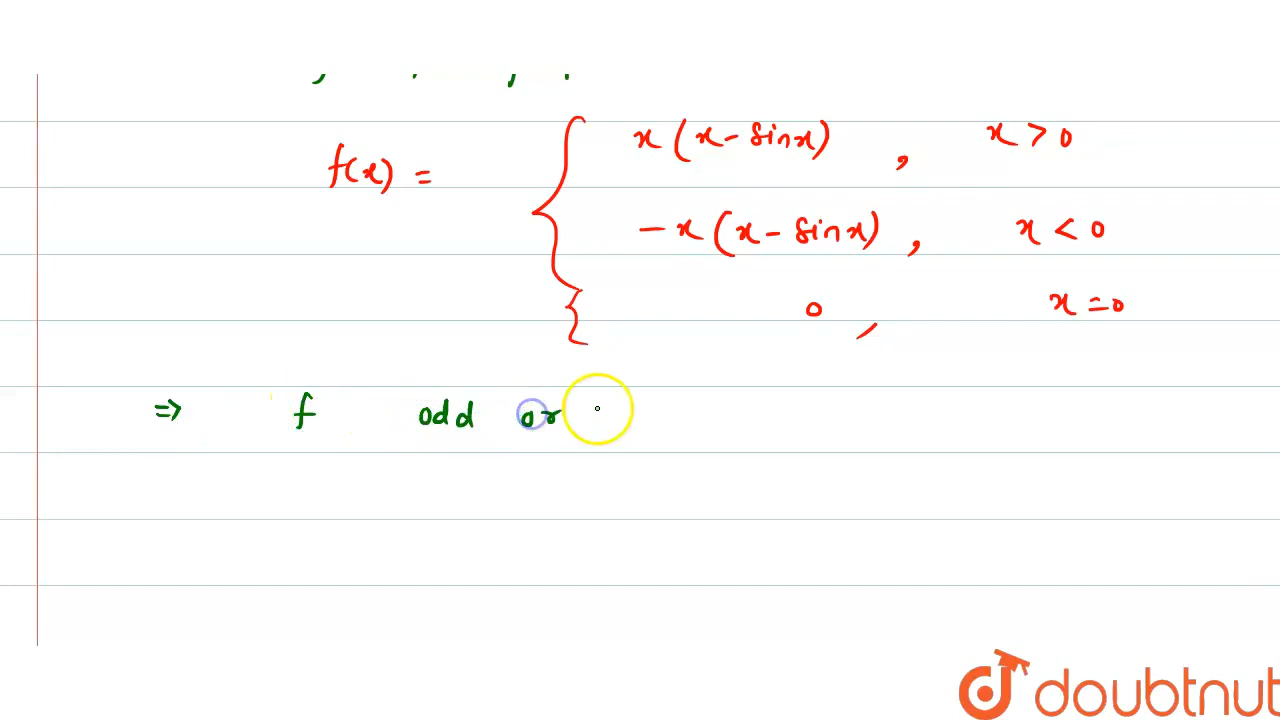 f(x) = { x(x - sinx) , x > 0
-x(x - sinx) , x < 0
0 , x = 0
⇒ f odd or
doubtnut